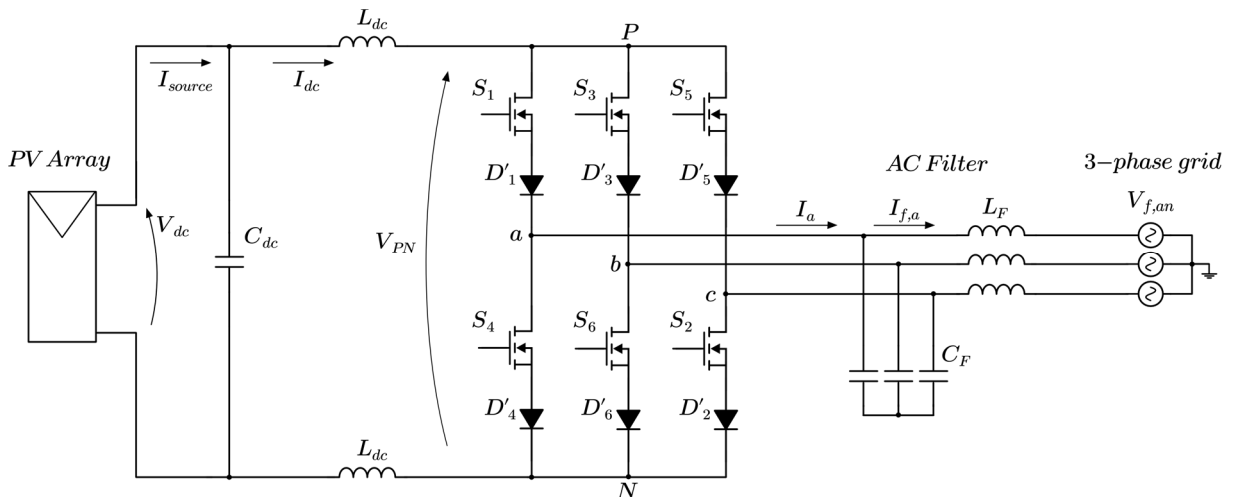 L_dc
P
I_source
I_dc
S_1
S_3
S_5
PV Array
D'_1
D'_3
D'_5
AC Filter
3-phase grid
V_dc
C_dc
V_PN
a
b
c
I_a
I_f,a
L_F
V_f,an
S_4
S_6
S_2
C_F
D'_4
D'_6
D'_2
L_dc
N